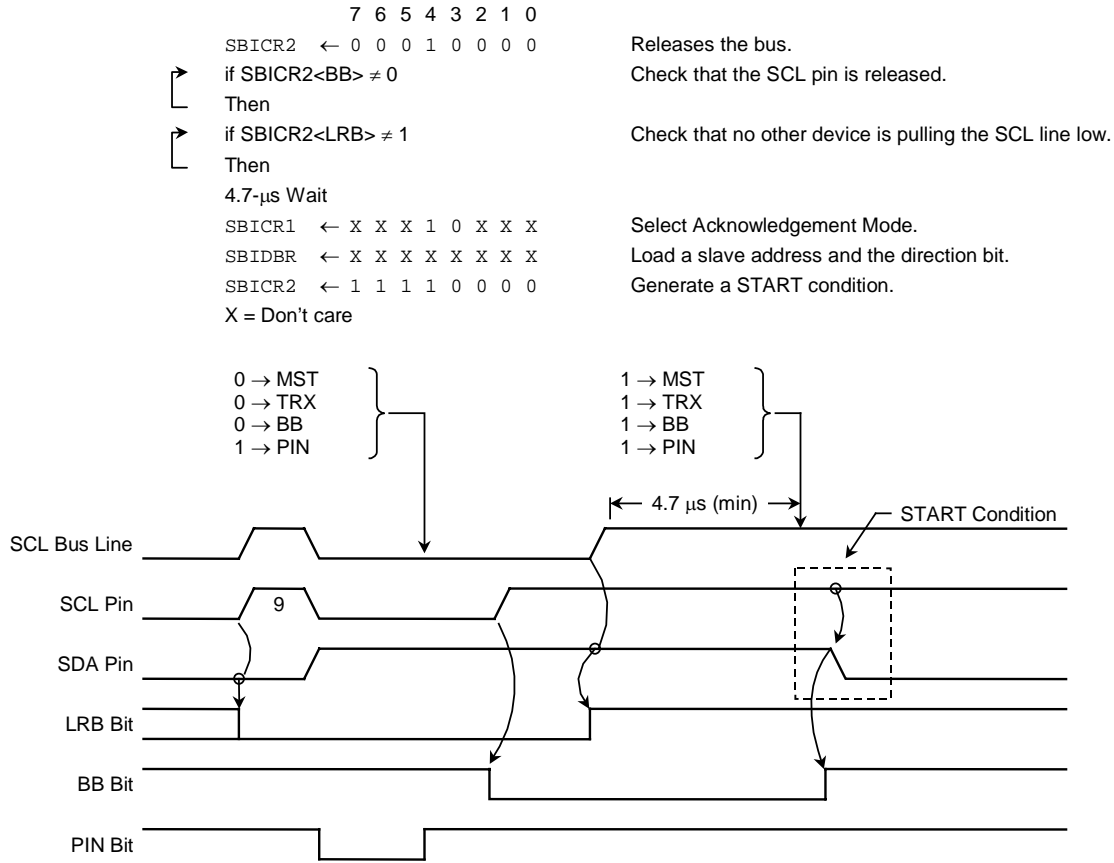 7 6 5 4 3 2 1 0
SBICR2 ← 0 0 0 1 0 0 0 0 Releases the bus.
if SBICR2<BB> ≠ 0 Check that the SCL pin is released.
Then
if SBICR2<LRB> ≠ 1 Check that no other device is pulling the SCL line low.
Then
4.7-μs Wait
SBICR1 ← X X X 1 0 X X X Select Acknowledgement Mode.
SBIDBR ← X X X X X X X X Load a slave address and the direction bit.
SBICR2 ← 1 1 1 1 0 0 0 0 Generate a START condition.
X = Don't care
0 → MST 1 → MST
0 → TRX 1 → TRX
0 → BB 1 → BB
1 → PIN 1 → PIN
4.7 μs (min)
START Condition
SCL Bus Line
SCL Pin 9
SDA Pin
LRB Bit
BB Bit
PIN Bit